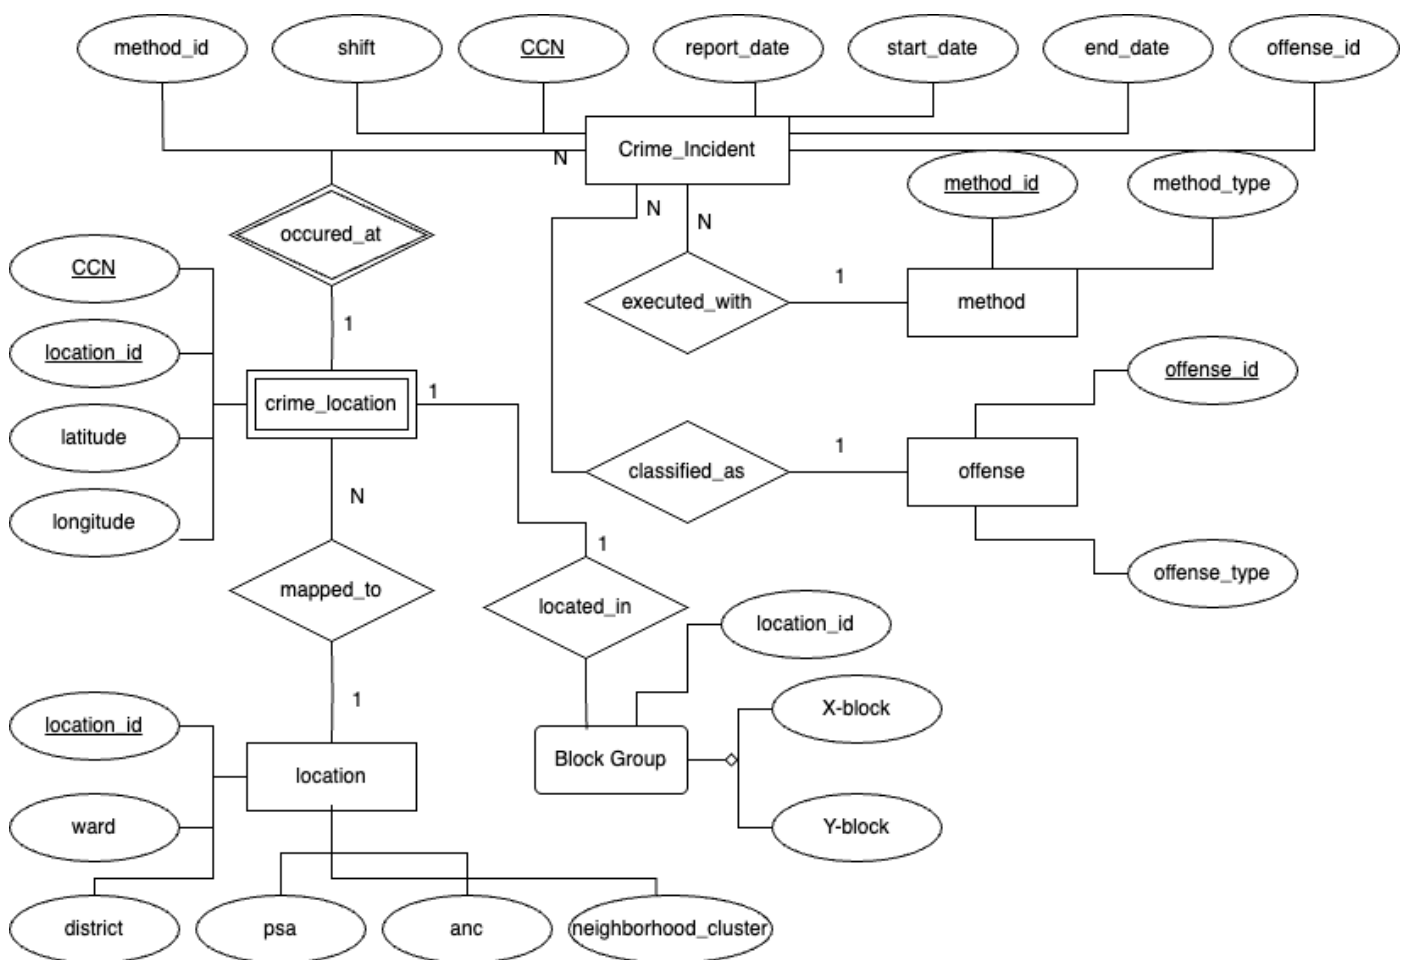 method_id
shift
CCN
report_date
start_date
end_date
offense_id
Crime_Incident
N
method_id
method_type
N
N
occured_at
CCN
executed_with
1
method
1
location_id
offense_id
crime_location
1
latitude
classified_as
1
offense
N
longitude
1
offense_type
mapped_to
located_in
location_id
1
X-block
location_id
Block Group
location
ward
Y-block
district
psa
anc
neighborhood_cluster